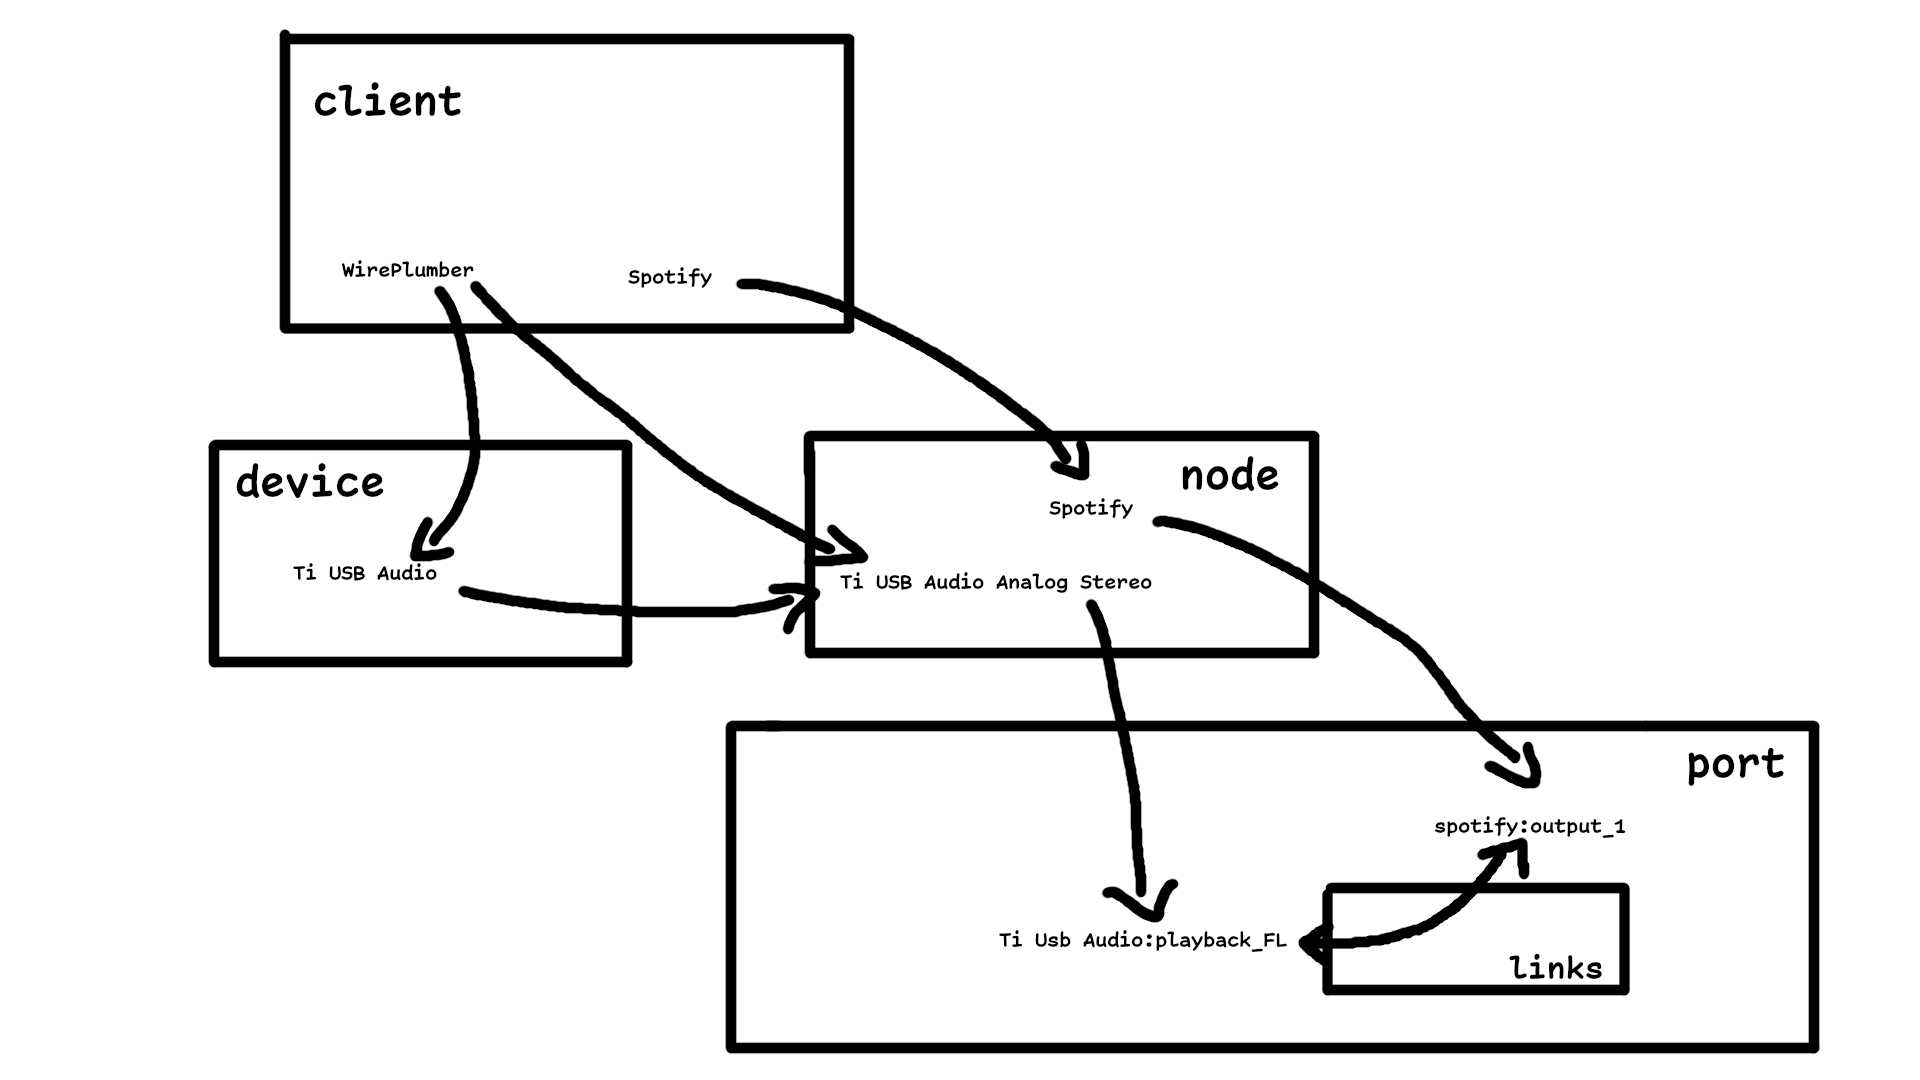 client
WirePlumber
Spotify
device
node
Spotify
Ti USB Audio
Ti USB Audio Analog Stereo
port
spotify:output_1
Ti Usb Audio:playback_FL
links